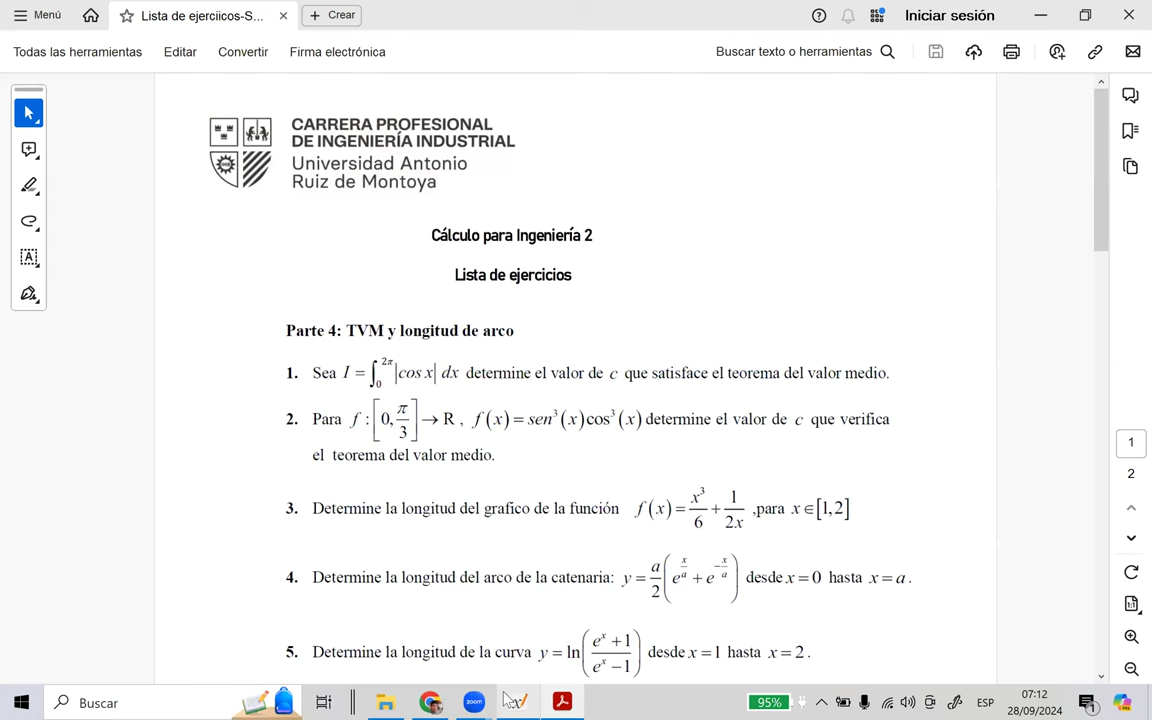 Menú
Lista de ejerciicos-S...
Crear
Iniciar sesión
Todas las herramientas Editar Convertir Firma electrónica
Buscar texto o herramientas
CARRERA PROFESIONAL
DE INGENIERÍA INDUSTRIAL
Universidad Antonio
Ruiz de Montoya
Cálculo para Ingeniería 2
Lista de ejercicios
Parte 4: TVM y longitud de arco
1. Sea I = ∫₀^{2π} |cos x| dx determine el valor de c que satisface el teorema del valor medio.
2. Para f : [0, π/3] → R , f(x) = sen³(x)cos³(x) determine el valor de c que verifica
el teorema del valor medio.
3. Determine la longitud del grafico de la función f(x) = x³/6 + 1/2x ,para x ∈ [1,2]
4. Determine la longitud del arco de la catenaria: y = a/2 (e^{x/a} + e^{-x/a}) desde x = 0 hasta x = a .
5. Determine la longitud de la curva y = ln((eˣ + 1)/(eˣ − 1)) desde x = 1 hasta x = 2 .
1
2
Buscar
95%
ESP
07:12
28/09/2024
1